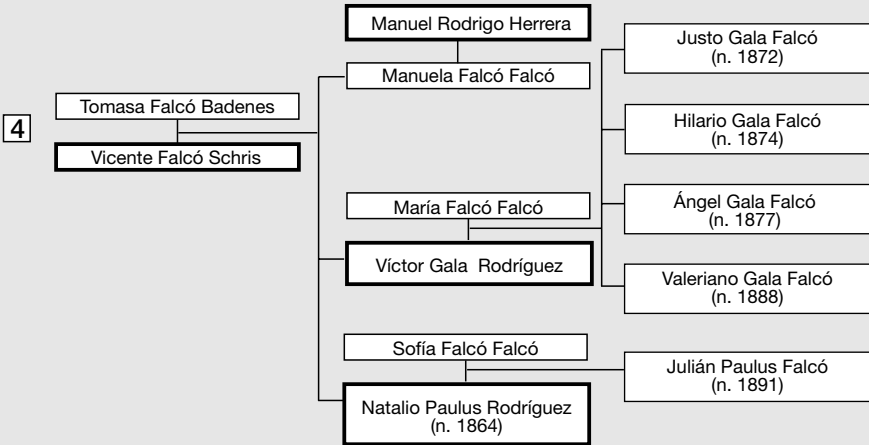 4
Tomasa Falcó Badenes
Vicente Falcó Schris
Manuel Rodrigo Herrera
Manuela Falcó Falcó
María Falcó Falcó
Víctor Gala Rodríguez
Sofía Falcó Falcó
Natalio Paulus Rodríguez
(n. 1864)
Justo Gala Falcó
(n. 1872)
Hilario Gala Falcó
(n. 1874)
Ángel Gala Falcó
(n. 1877)
Valeriano Gala Falcó
(n. 1888)
Julián Paulus Falcó
(n. 1891)